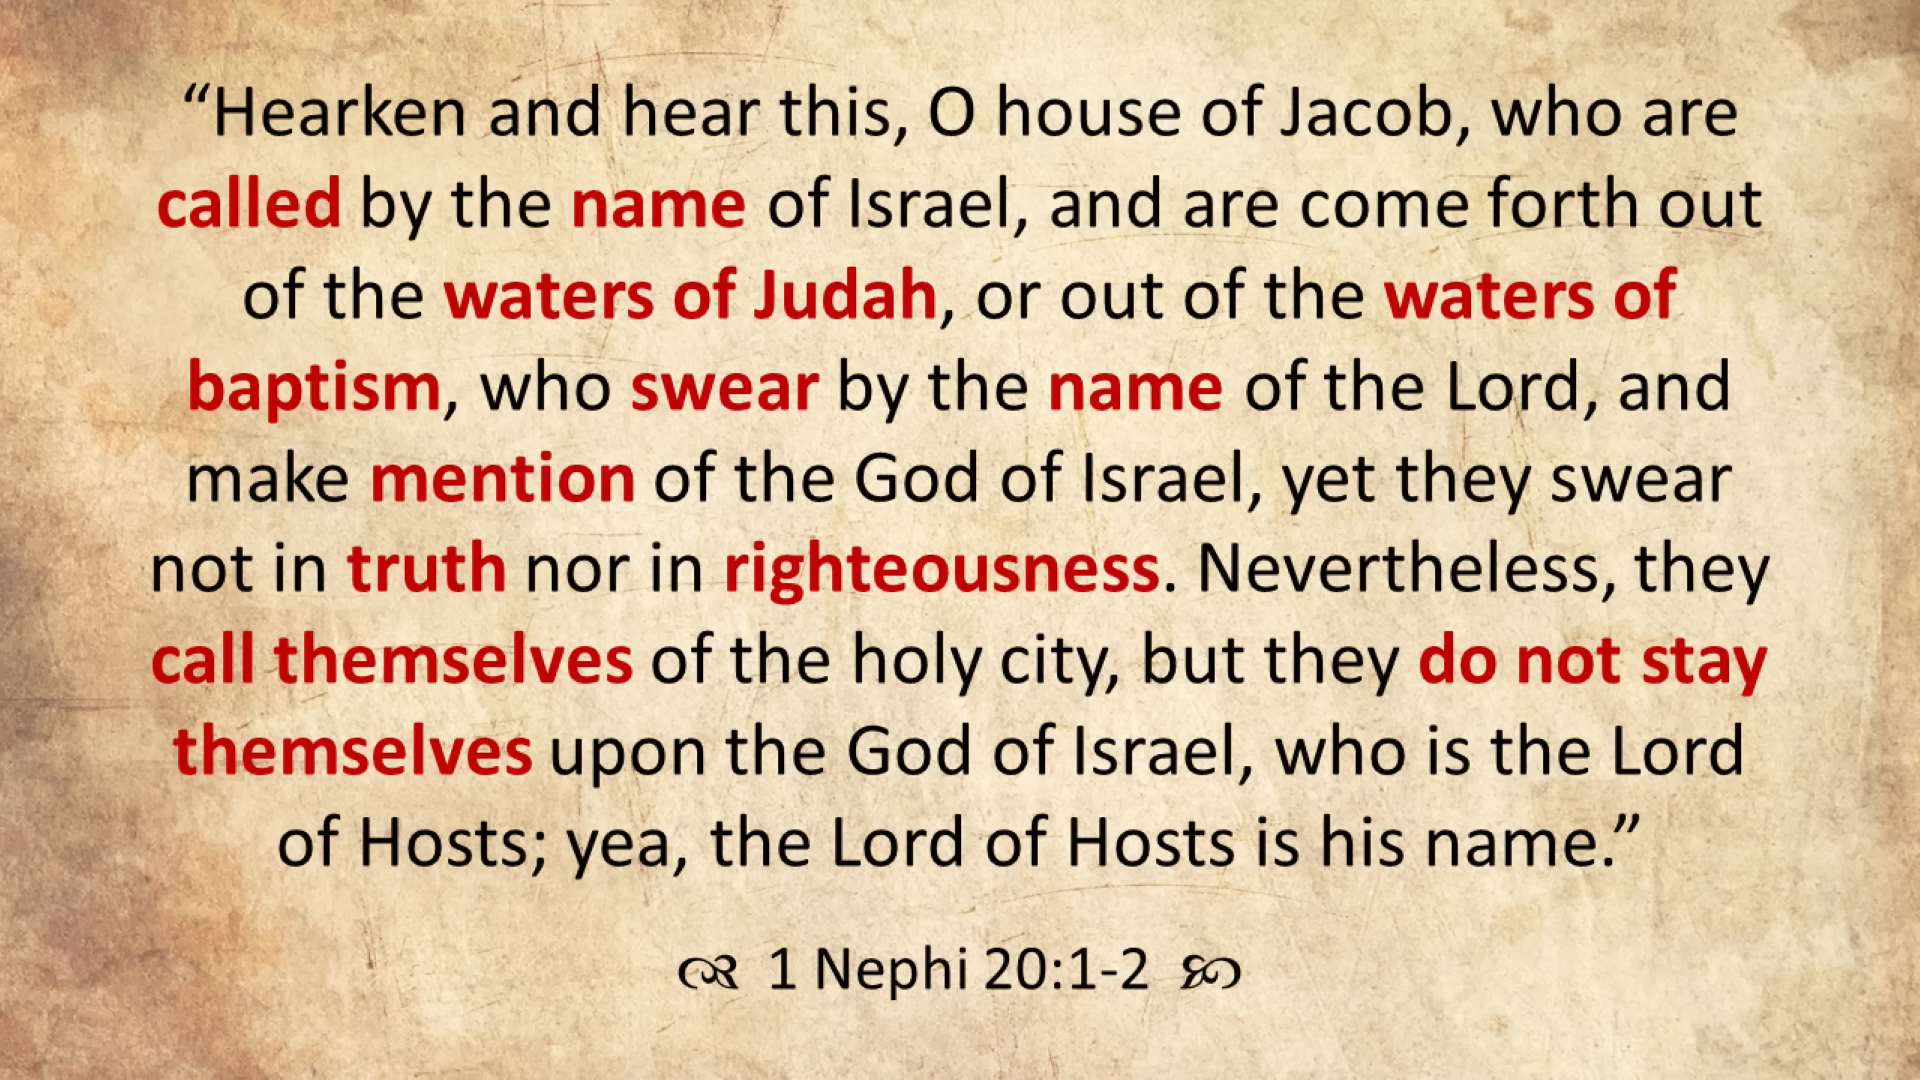 “Hearken and hear this, O house of Jacob, who are
called by the name of Israel, and are come forth out
of the waters of Judah, or out of the waters of
baptism, who swear by the name of the Lord, and
make mention of the God of Israel, yet they swear
not in truth nor in righteousness. Nevertheless, they
call themselves of the holy city, but they do not stay
themselves upon the God of Israel, who is the Lord
of Hosts; yea, the Lord of Hosts is his name.”
1 Nephi 20:1-2